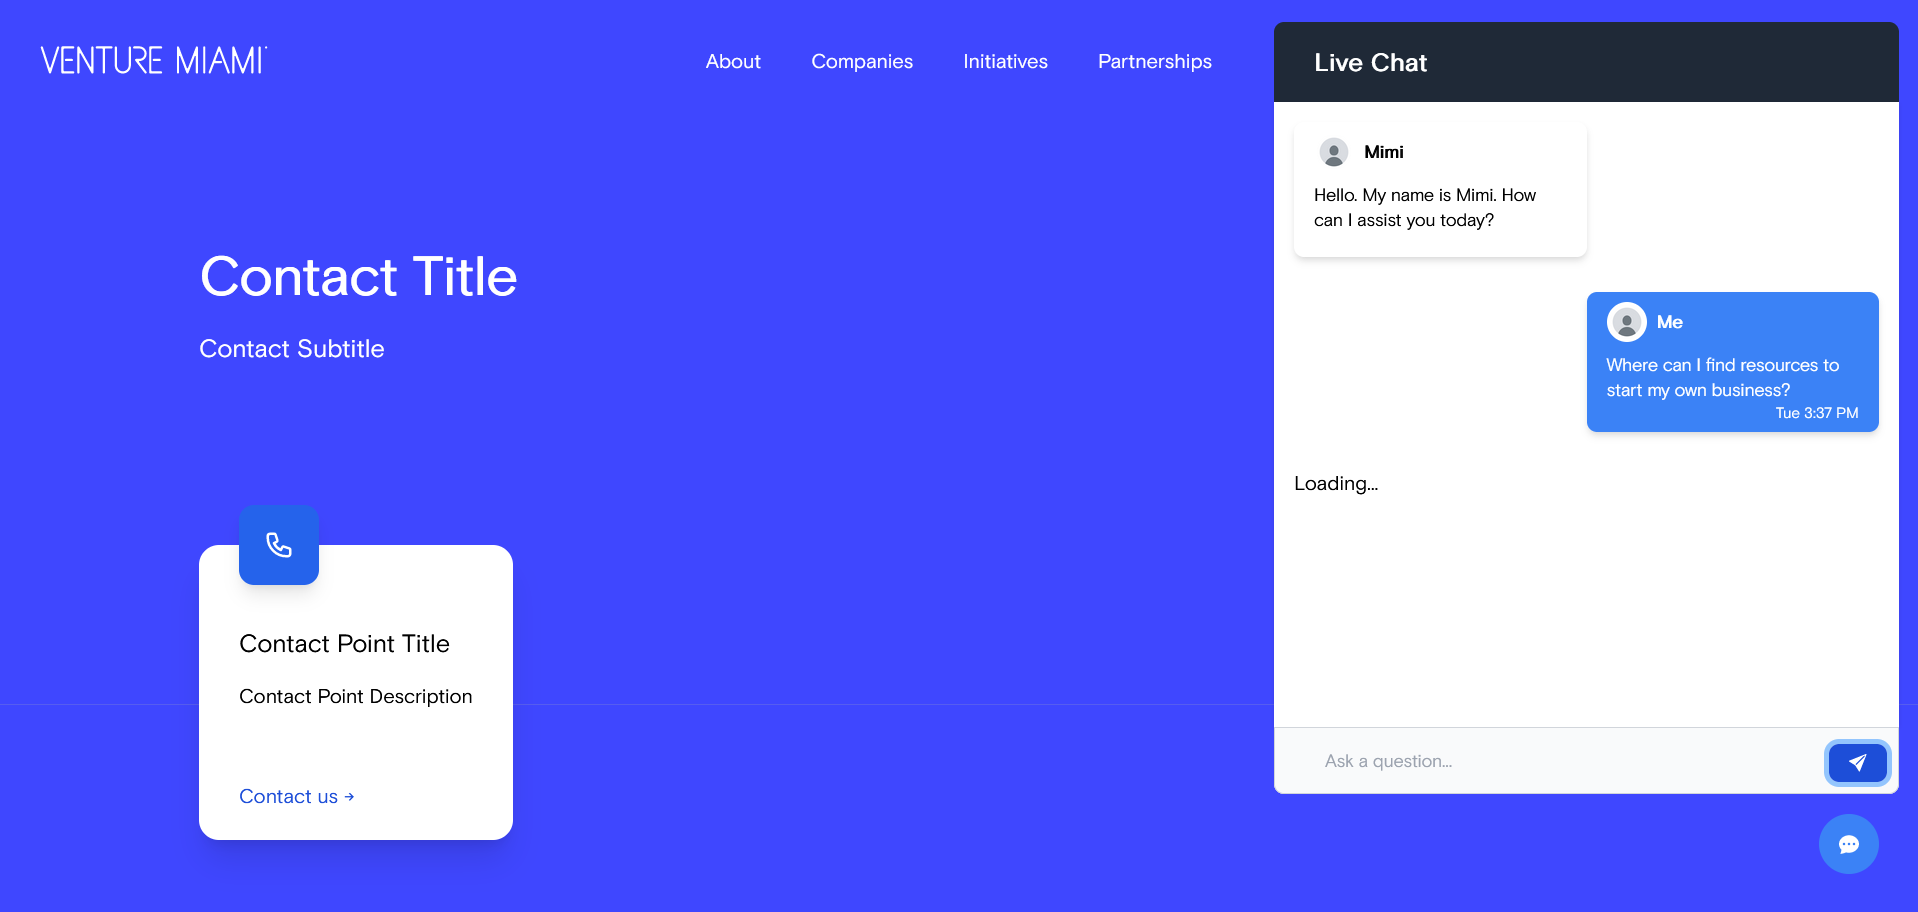 VENTURE MIAMI
About
Companies
Initiatives
Partnerships
Contact Title
Contact Subtitle
Contact Point Title
Contact Point Description
Contact us →
Live Chat
Mimi
Hello. My name is Mimi. How
can I assist you today?
Me
Where can I find resources to
start my own business?
Tue 3:37 PM
Loading...
Ask a question...